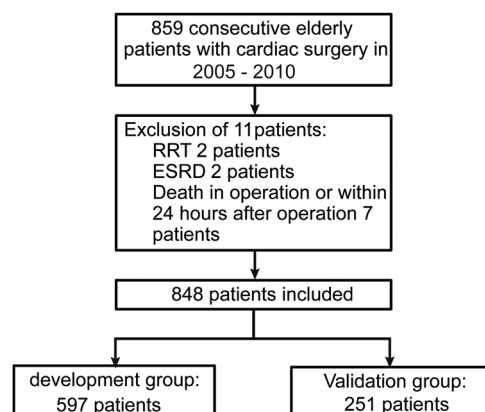 859 consecutive elderly
patients with cardiac surgery in
2005 - 2010
Exclusion of 11patients:
RRT 2 patients
ESRD 2 patients
Death in operation or within
24 hours after operation 7
patients
848 patients included
development group:
597 patients
Validation group:
251 patients